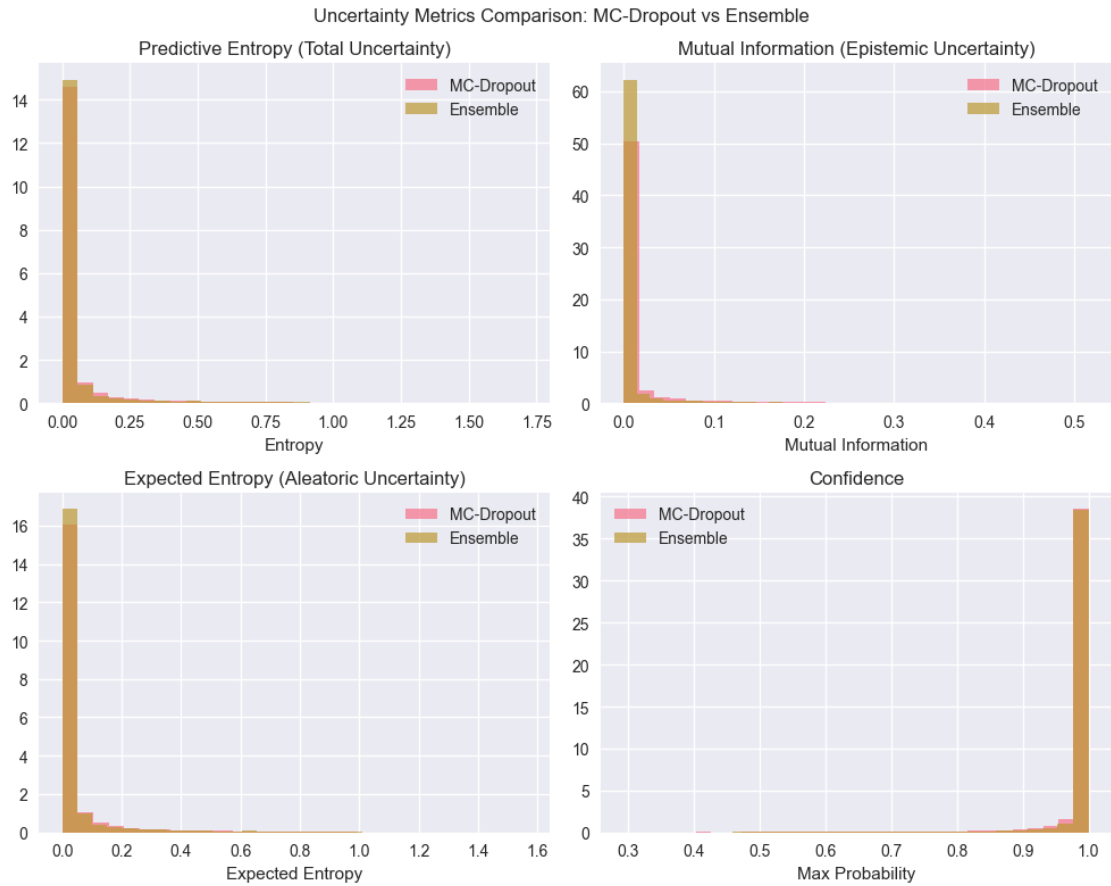 Uncertainty Metrics Comparison: MC-Dropout vs Ensemble
Predictive Entropy (Total Uncertainty)
MC-Dropout
Ensemble
14
12
10
8
6
4
2
0
0.00 0.25 0.50 0.75 1.00 1.25 1.50 1.75
Entropy
Mutual Information (Epistemic Uncertainty)
MC-Dropout
Ensemble
60
50
40
30
20
10
0
0.0 0.1 0.2 0.3 0.4 0.5
Mutual Information
Expected Entropy (Aleatoric Uncertainty)
MC-Dropout
Ensemble
16
14
12
10
8
6
4
2
0
0.0 0.2 0.4 0.6 0.8 1.0 1.2 1.4 1.6
Expected Entropy
Confidence
MC-Dropout
Ensemble
40
35
30
25
20
15
10
5
0
0.3 0.4 0.5 0.6 0.7 0.8 0.9 1.0
Max Probability